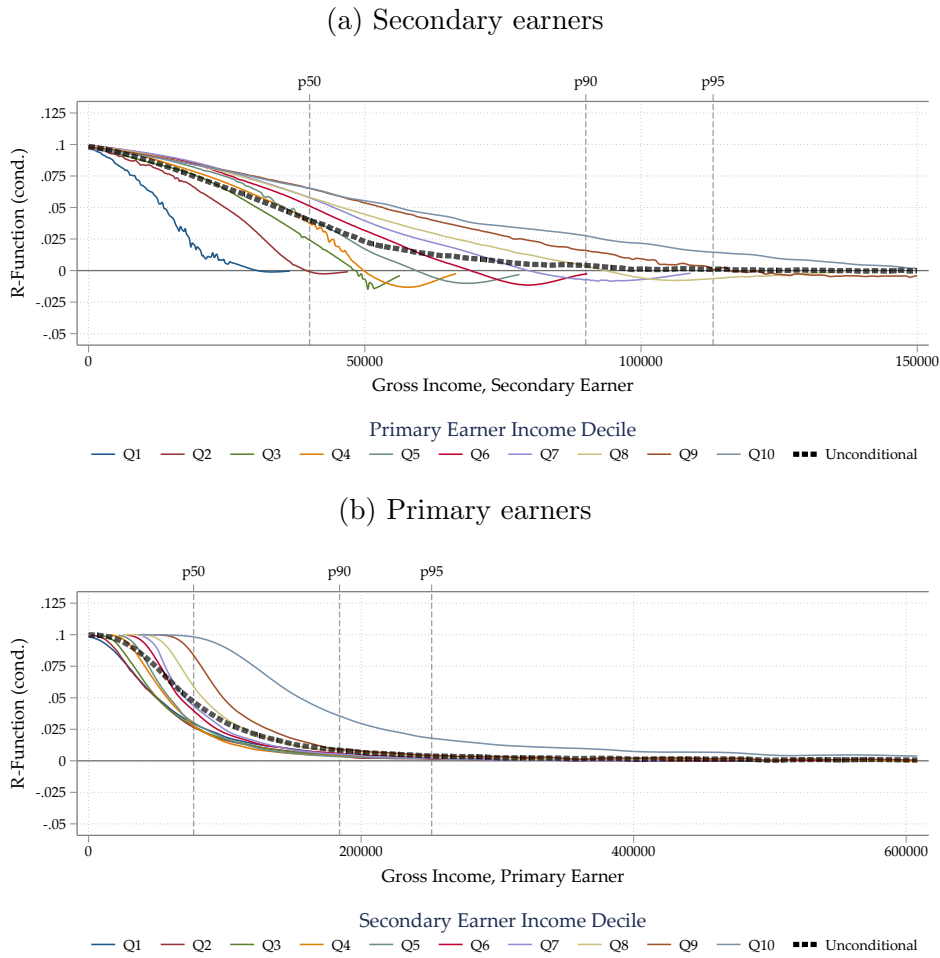 (a) Secondary earners
p50 p90 p95
.125
.1
.075
.05
.025
0
-.025
-.05
R-Function (cond.)
0 50000 100000 150000
Gross Income, Secondary Earner
Primary Earner Income Decile
Q1 Q2 Q3 Q4 Q5 Q6 Q7 Q8 Q9 Q10 Unconditional
(b) Primary earners
p50 p90 p95
.125
.1
.075
.05
.025
0
-.025
-.05
R-Function (cond.)
0 200000 400000 600000
Gross Income, Primary Earner
Secondary Earner Income Decile
Q1 Q2 Q3 Q4 Q5 Q6 Q7 Q8 Q9 Q10 Unconditional